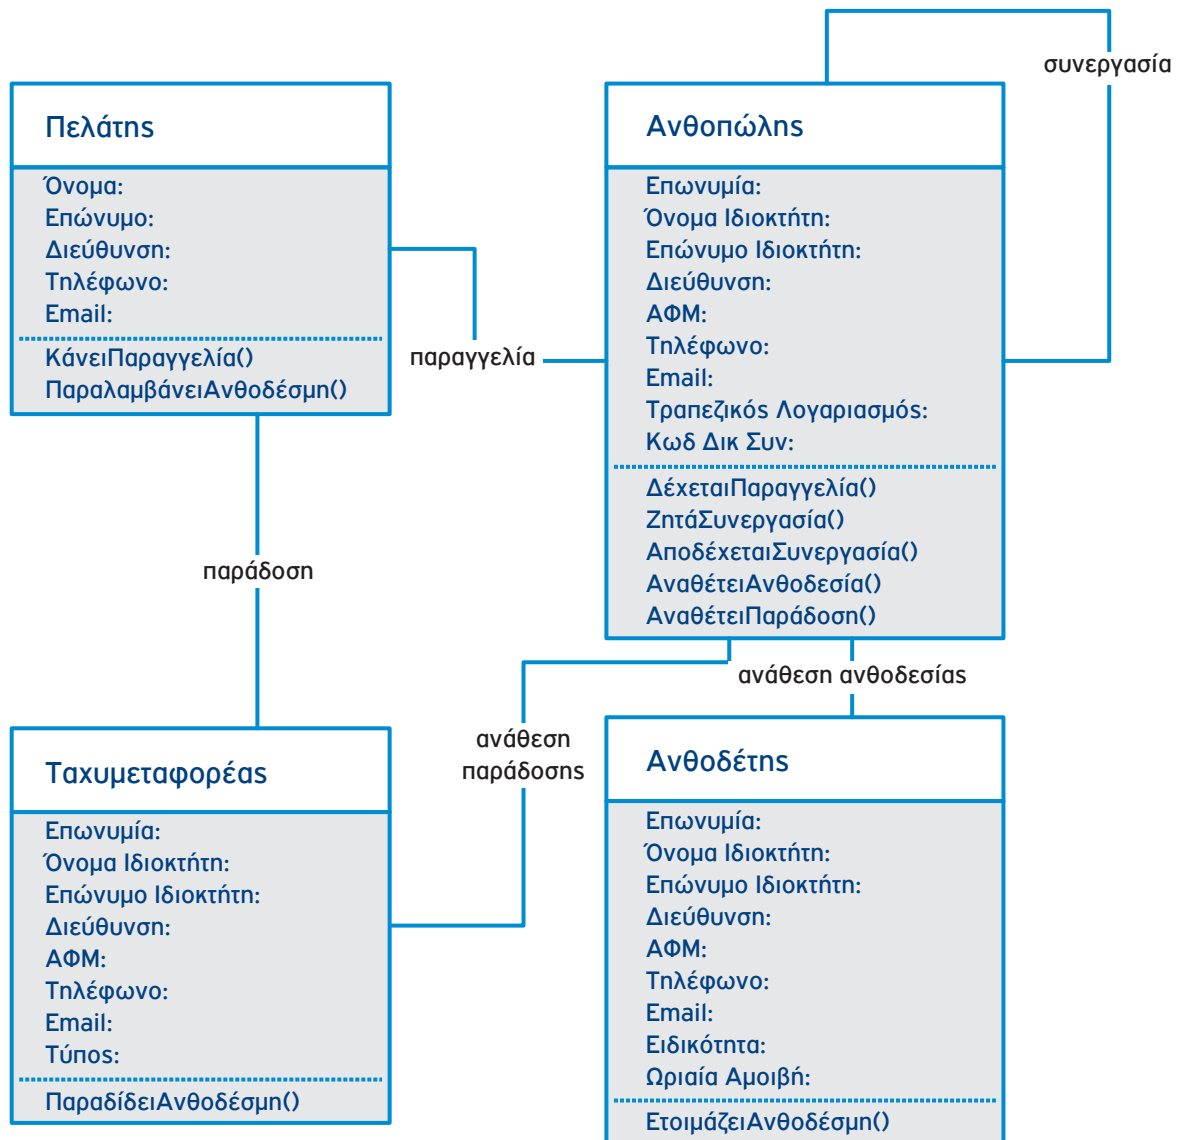 συνεργασία
Πελάτης
Όνομα:
Επώνυμο:
Διεύθυνση:
Τηλέφωνο:
Email:
ΚάνειΠαραγγελία()
ΠαραλαμβάνειΑνθοδέσμη()
παραγγελία
Ανθοπώλης
Επωνυμία:
Όνομα Ιδιοκτήτη:
Επώνυμο Ιδιοκτήτη:
Διεύθυνση:
ΑΦΜ:
Τηλέφωνο:
Email:
Τραπεζικός Λογαριασμός:
Κωδ Δικ Συν:
ΔέχεταιΠαραγγελία()
ΖητάΣυνεργασία()
ΑποδέχεταιΣυνεργασία()
ΑναθέτειΑνθοδεσία()
ΑναθέτειΠαράδοση()
παράδοση
ανάθεση ανθοδεσίας
ανάθεση
παράδοσης
Ταχυμεταφορέας
Επωνυμία:
Όνομα Ιδιοκτήτη:
Επώνυμο Ιδιοκτήτη:
Διεύθυνση:
ΑΦΜ:
Τηλέφωνο:
Email:
Τύπος:
ΠαραδίδειΑνθοδέσμη()
Ανθοδέτης
Επωνυμία:
Όνομα Ιδιοκτήτη:
Επώνυμο Ιδιοκτήτη:
Διεύθυνση:
ΑΦΜ:
Τηλέφωνο:
Email:
Ειδικότητα:
Ωριαία Αμοιβή:
ΕτοιμάζειΑνθοδέσμη()